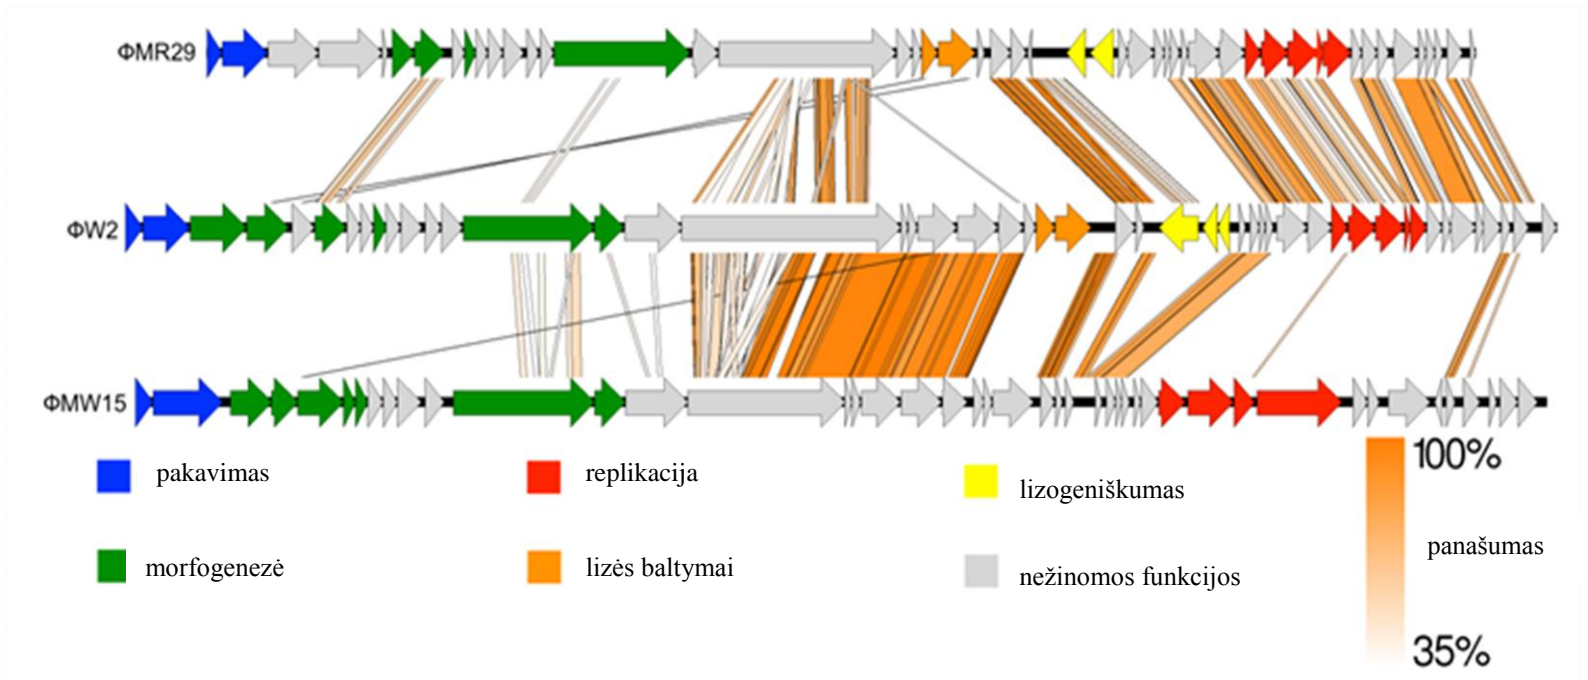 ΦMR29
ΦW2
ΦMW15
pakavimas
replikacija
lizogeniškumas
morfogenezė
lizės baltymai
nežinomos funkcijos
100%
panašumas
35%